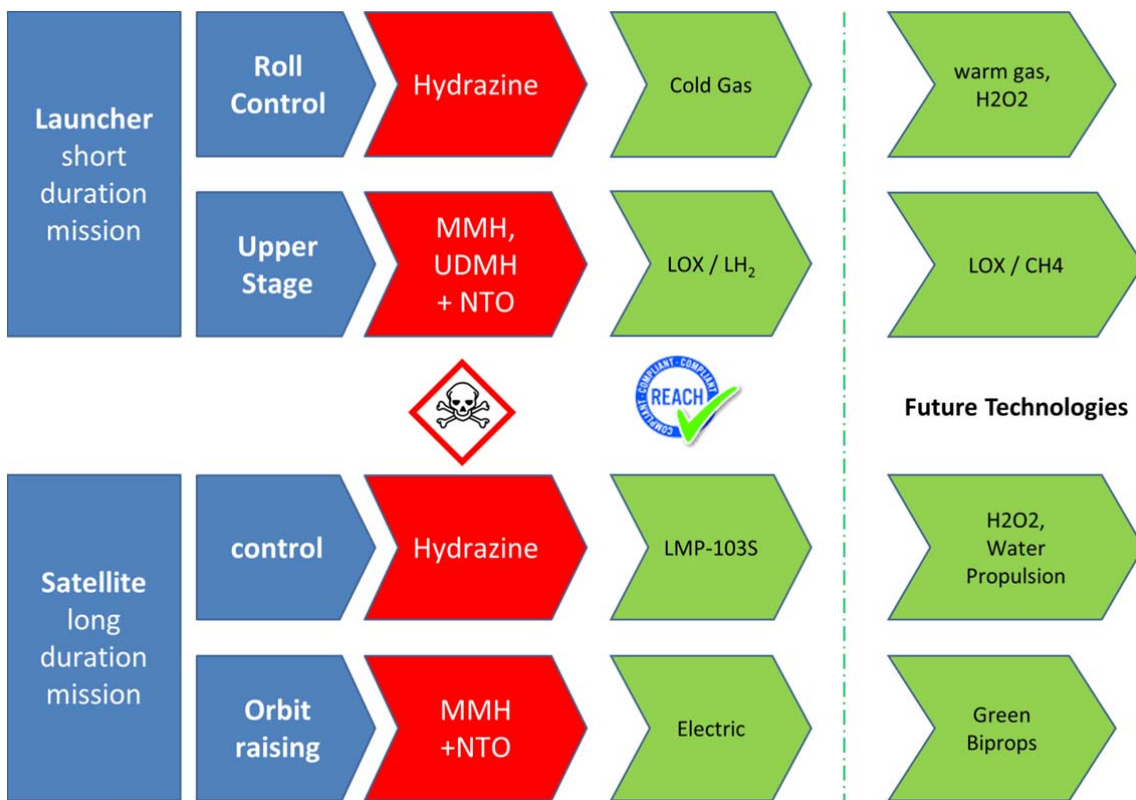 Launcher
short
duration
mission
Roll
Control
Hydrazine
Cold Gas
warm gas,
H2O2
Upper
Stage
MMH,
UDMH
+ NTO
LOX / LH₂
LOX / CH4
COMPLIANT · COMPLIANT · COMPLIANT
REACH
Future Technologies
Satellite
long
duration
mission
control
Hydrazine
LMP-103S
H2O2,
Water
Propulsion
Orbit
raising
MMH
+NTO
Electric
Green
Biprops